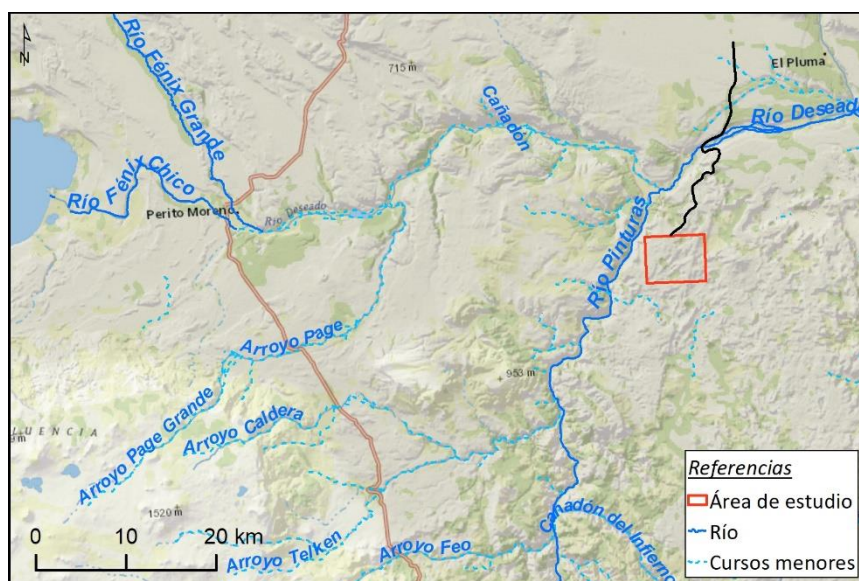 N
Río Fénix Grande
715 m
El Pluma
Cañadón
Río Deseado
Río Fénix Chico
Perito Moreno
Río Deseado
Río Pinturas
Arroyo Page
953 m
Arroyo Page Grande
Arroyo Caldera
LUENCIA
1520 m
Arroyo Telken
Arroyo Feo
Cañadon del Infierno
0 10 20 km
Referencias
Área de estudio
Río
Cursos menores